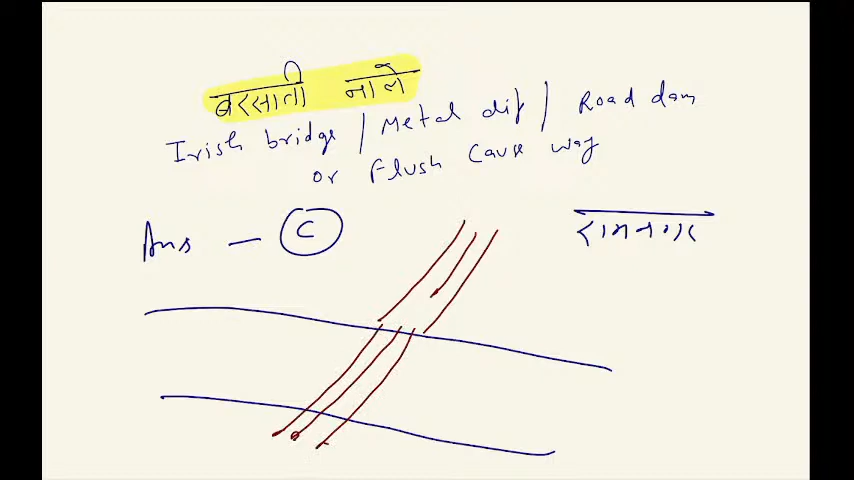 बरसाती नाले
Irish bridge / Metal dip / Road dam
or Flush Cause way
Ans - C
रामनगर